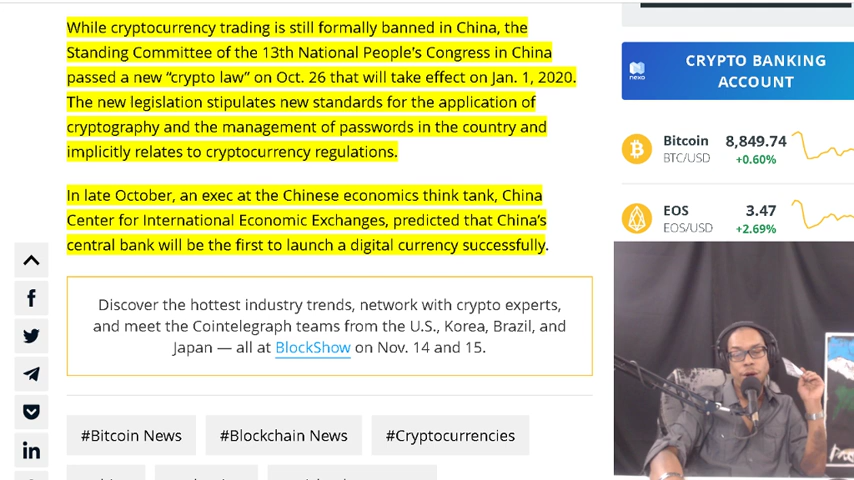 While cryptocurrency trading is still formally banned in China, the
Standing Committee of the 13th National People's Congress in China
passed a new “crypto law” on Oct. 26 that will take effect on Jan. 1, 2020.
The new legislation stipulates new standards for the application of
cryptography and the management of passwords in the country and
implicitly relates to cryptocurrency regulations.
In late October, an exec at the Chinese economics think tank, China
Center for International Economic Exchanges, predicted that China's
central bank will be the first to launch a digital currency successfully.
Discover the hottest industry trends, network with crypto experts,
and meet the Cointelegraph teams from the U.S., Korea, Brazil, and
Japan — all at BlockShow on Nov. 14 and 15.
#Bitcoin News #Blockchain News #Cryptocurrencies
nexo
CRYPTO BANKING
ACCOUNT
Bitcoin 8,849.74
BTC/USD +0.60%
EOS 3.47
EOS/USD +2.69%